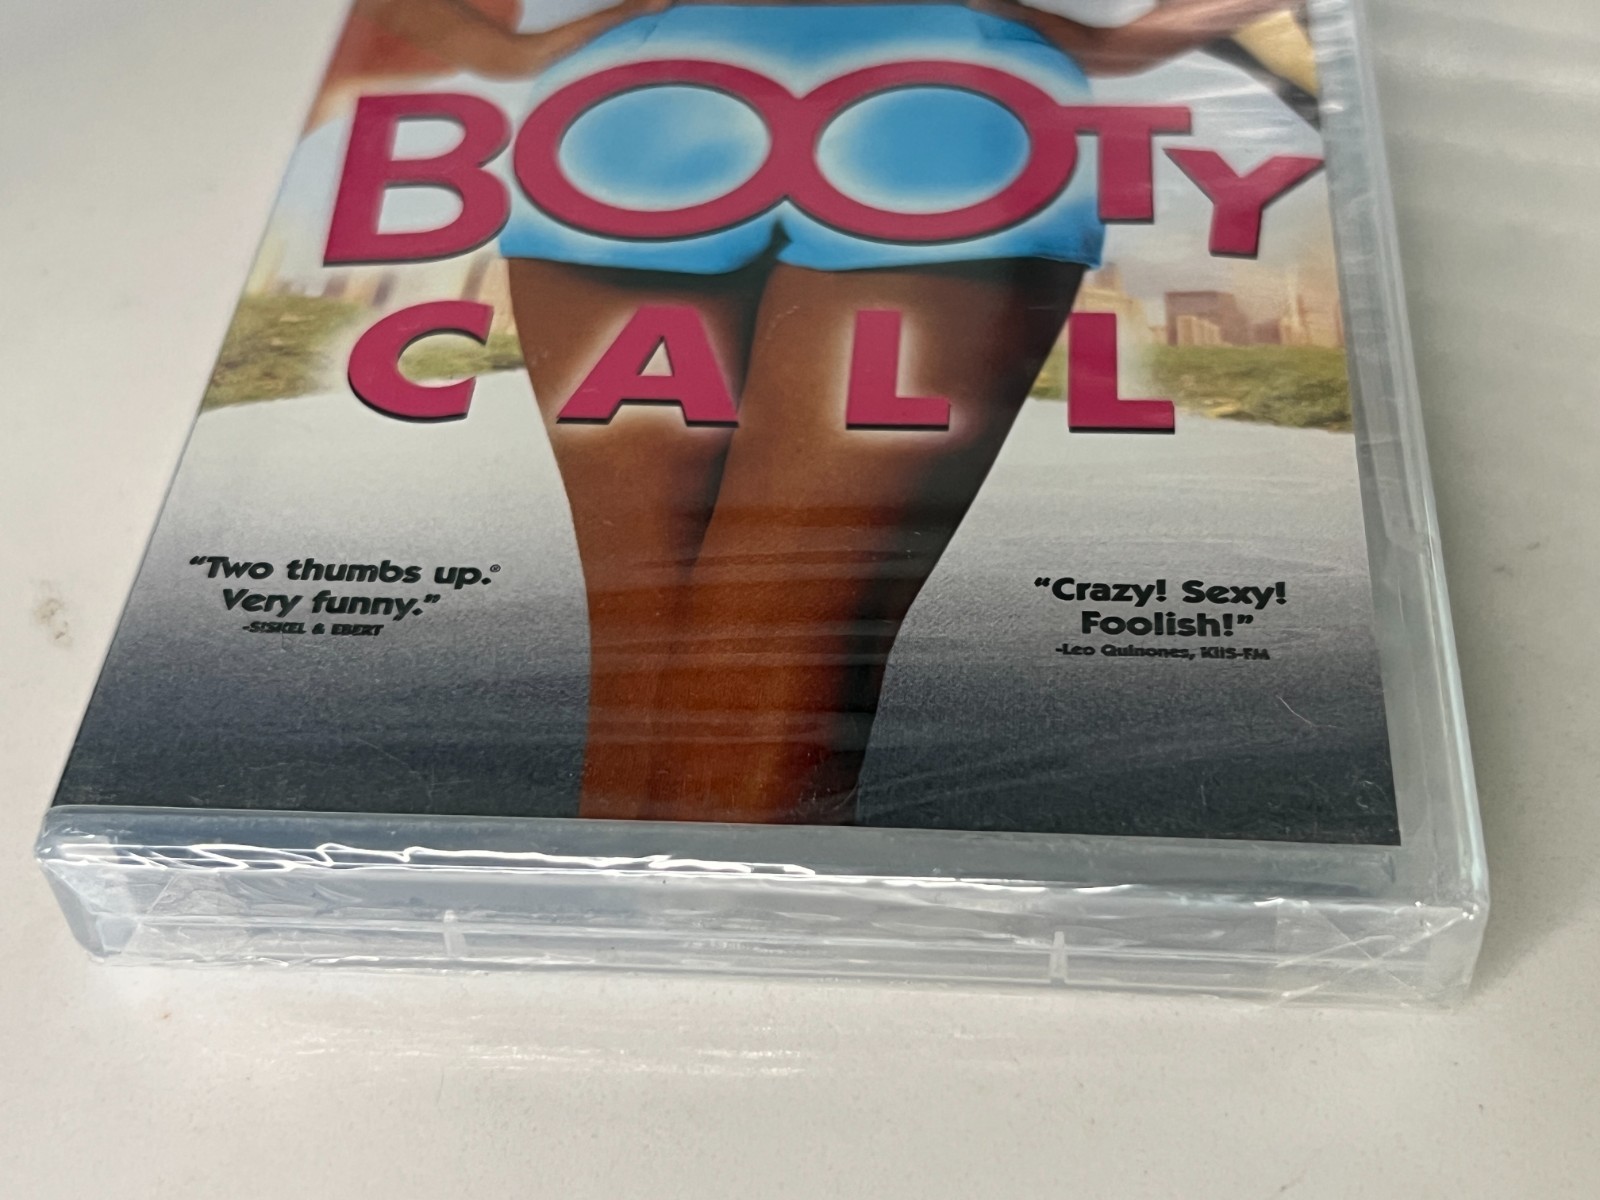 BOOTY
CALL
“Two thumbs up.®
Very funny.”
-SISKEL & EBERT
“Crazy! Sexy!
Foolish!”
-Leo Quinones, KIIS-FM